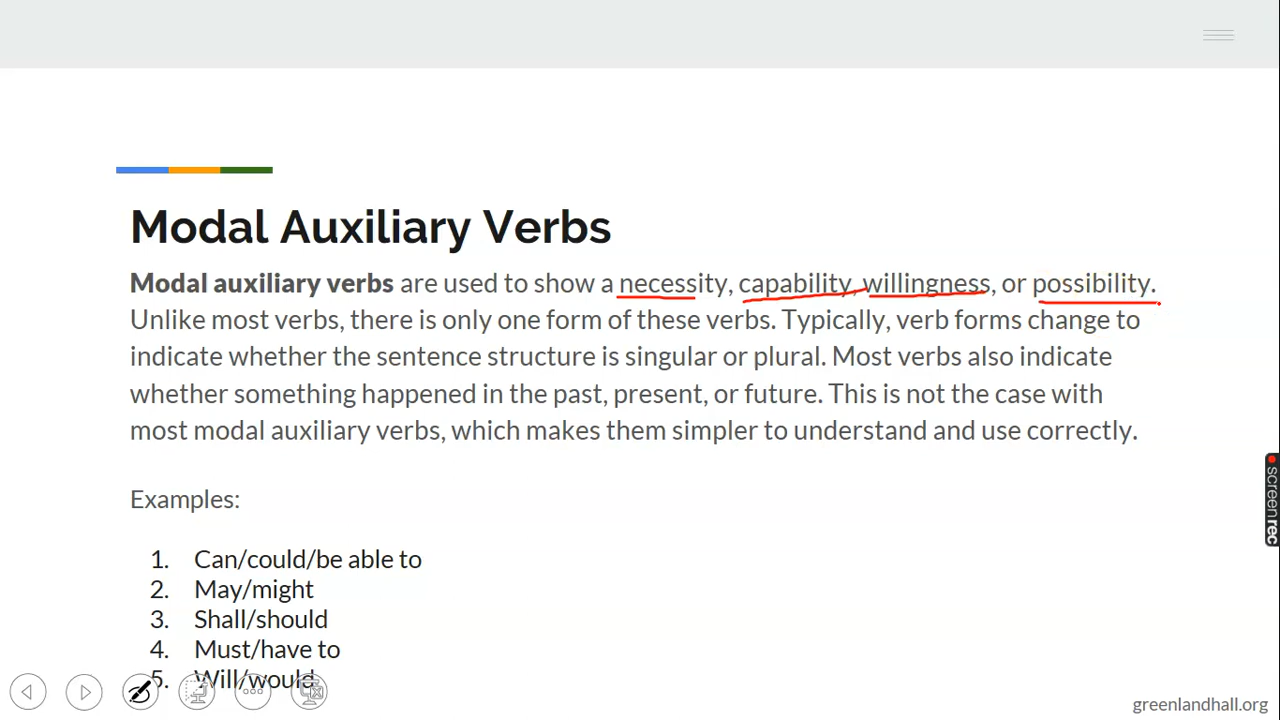 Modal Auxiliary Verbs
Modal auxiliary verbs are used to show a necessity, capability, willingness, or possibility.
Unlike most verbs, there is only one form of these verbs. Typically, verb forms change to
indicate whether the sentence structure is singular or plural. Most verbs also indicate
whether something happened in the past, present, or future. This is not the case with
most modal auxiliary verbs, which makes them simpler to understand and use correctly.
Examples:
1. Can/could/be able to
2. May/might
3. Shall/should
4. Must/have to
5. Will/would
greenlandhall.org
screenrec